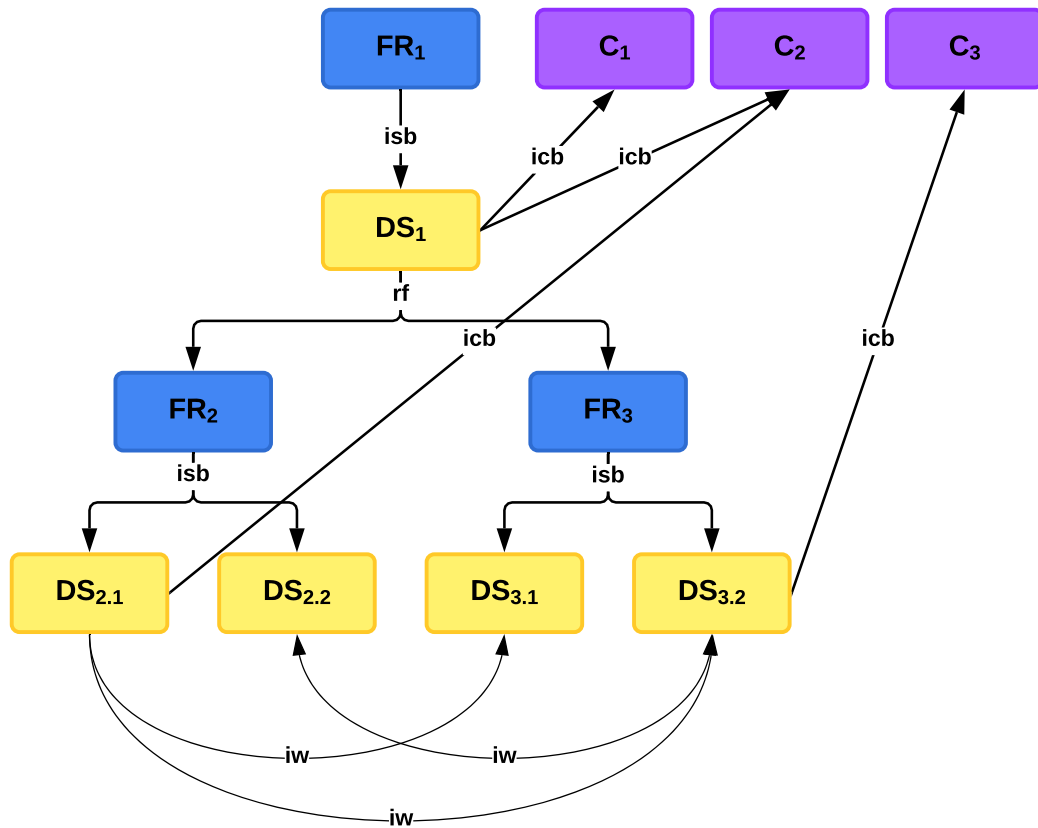 FR₁ C₁ C₂ C₃
isb
icb icb
DS₁
rf
icb icb
FR₂ FR₃
isb isb
DS₂.₁ DS₂.₂ DS₃.₁ DS₃.₂
iw iw
iw